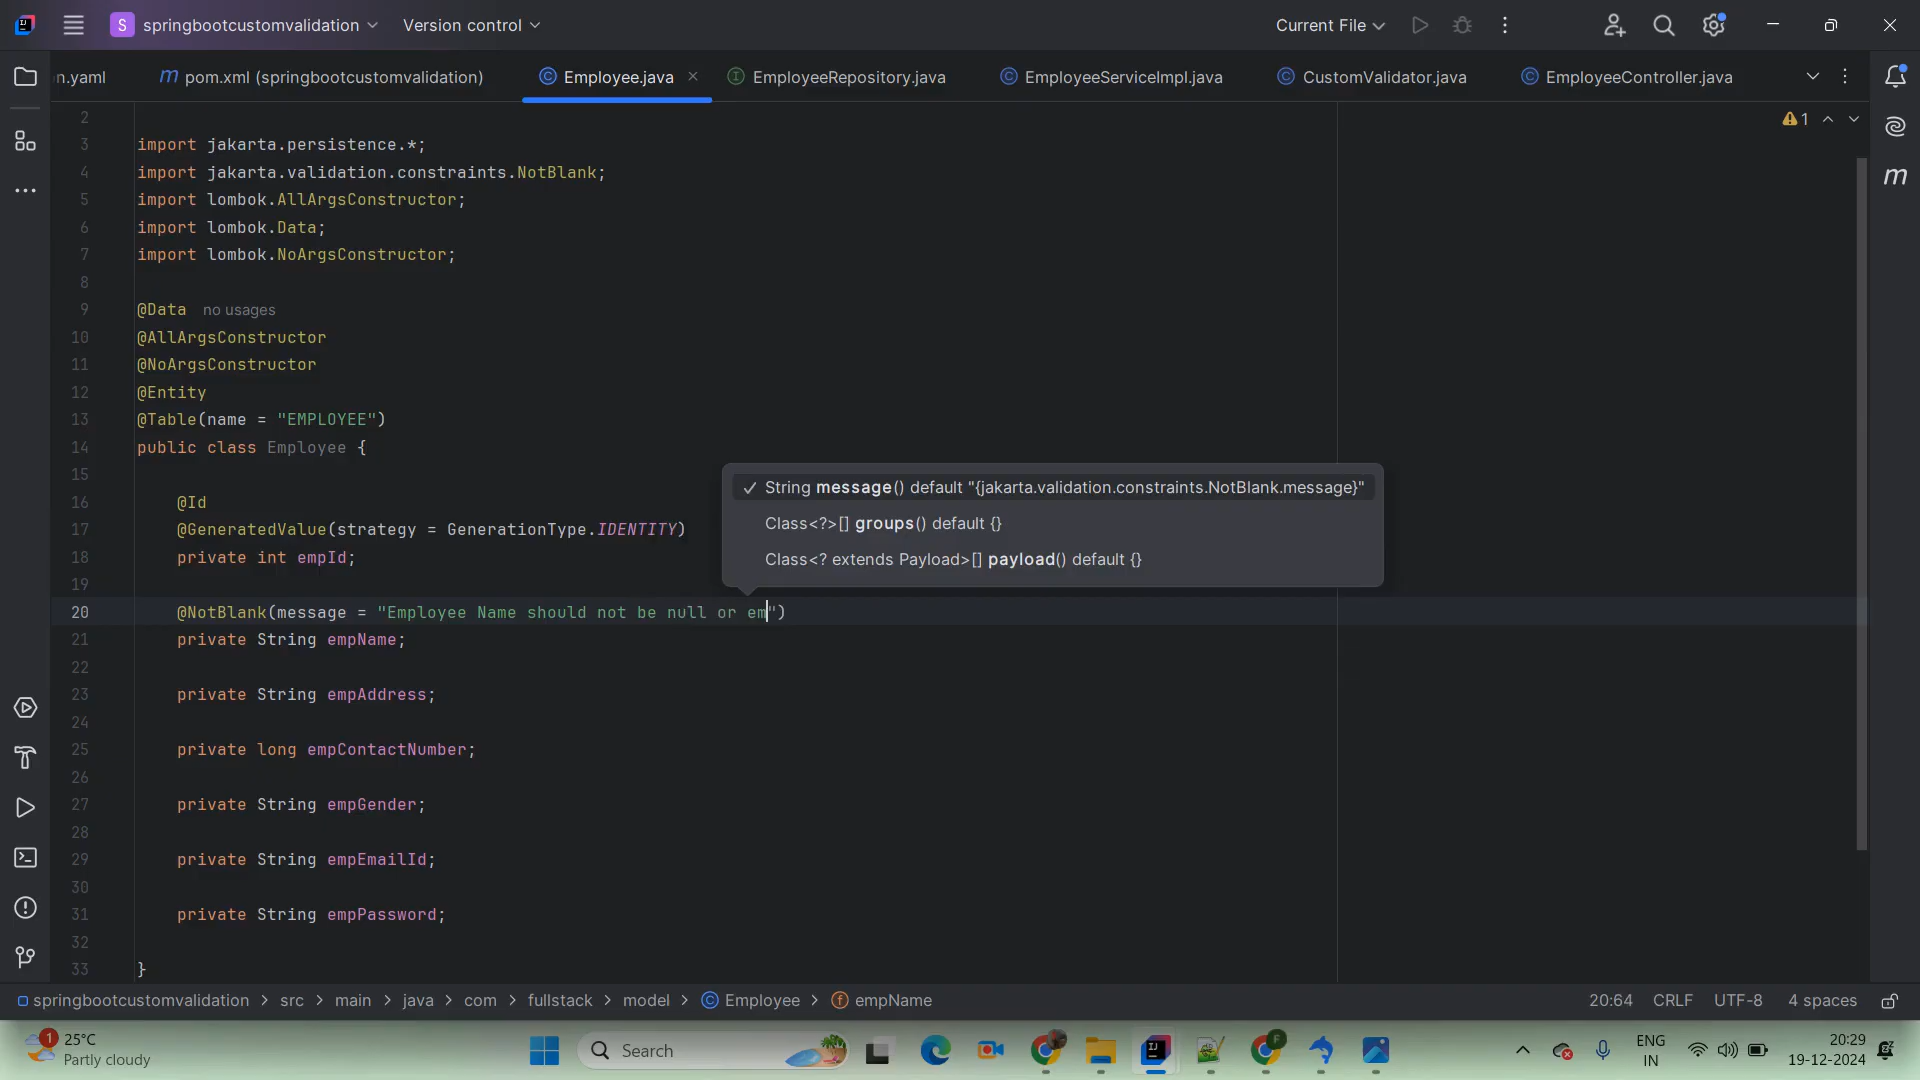 S springbootcustomvalidation Version control Current File
n.yaml pom.xml (springbootcustomvalidation) Employee.java EmployeeRepository.java EmployeeServiceImpl.java CustomValidator.java EmployeeController.java
2 1
3 import jakarta.persistence.*;
4 import jakarta.validation.constraints.NotBlank;
5 import lombok.AllArgsConstructor;
6 import lombok.Data;
7 import lombok.NoArgsConstructor;
8
9 @Data no usages
10 @AllArgsConstructor
11 @NoArgsConstructor
12 @Entity
13 @Table(name = "EMPLOYEE")
14 public class Employee {
15
String message() default "{jakarta.validation.constraints.NotBlank.message}"
16 @Id
Class<?>[] groups() default {}
17 @GeneratedValue(strategy = GenerationType.IDENTITY)
18 private int empId;
Class<? extends Payload>[] payload() default {}
19
20 @NotBlank(message = "Employee Name should not be null or em")
21 private String empName;
22
23 private String empAddress;
24
25 private long empContactNumber;
26
27 private String empGender;
28
29 private String empEmailId;
30
31 private String empPassword;
32
33 }
springbootcustomvalidation > src > main > java > com > fullstack > model > Employee > empName 20:64 CRLF UTF-8 4 spaces
1 25°C
Partly cloudy
Search
ENG
IN
20:29
19-12-2024